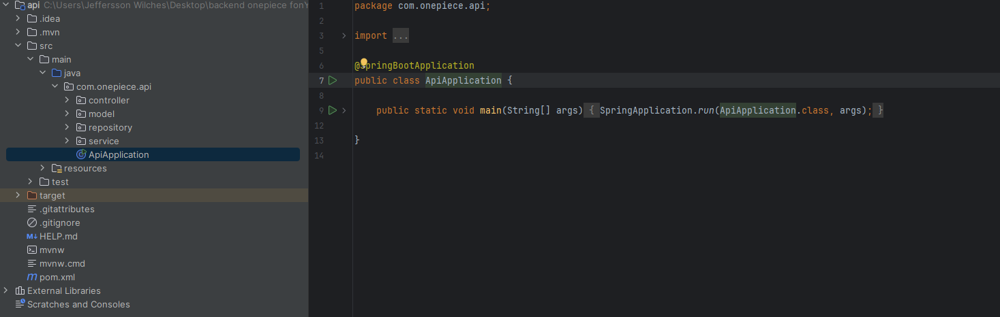 api C:\Users\Jeffersson Wilches\Desktop\backend onepiece fon
.idea
.mvn
src
main
java
com.onepiece.api
controller
model
repository
service
ApiApplication
resources
test
target
.gitattributes
.gitignore
M↓ HELP.md
mvnw
mvnw.cmd
m pom.xml
External Libraries
Scratches and Consoles
1 package com.onepiece.api;
2
3 import ...
5
6 @SpringBootApplication
7 public class ApiApplication {
8
9 public static void main(String[] args) { SpringApplication.run(ApiApplication.class, args); }
12
13 }
14